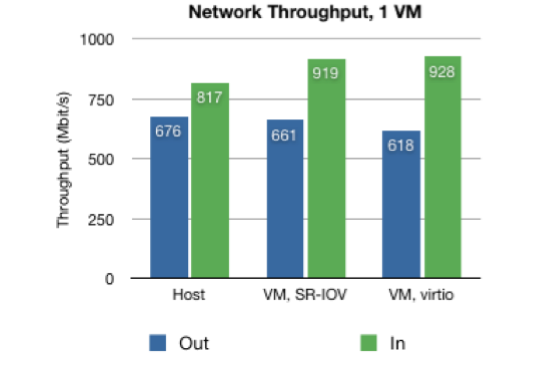 Network Throughput, 1 VM
Throughput (Mbit/s)
1000
750
500
250
0
676
817
661
919
618
928
Host
VM, SR-IOV
VM, virtio
Out
In